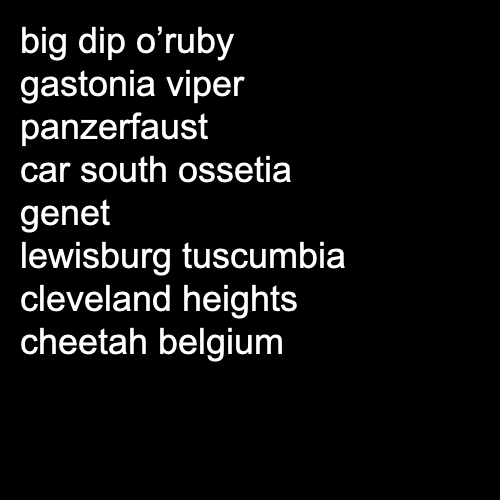 big dip o’ruby
gastonia viper
panzerfaust
car south ossetia
genet
lewisburg tuscumbia
cleveland heights
cheetah belgium